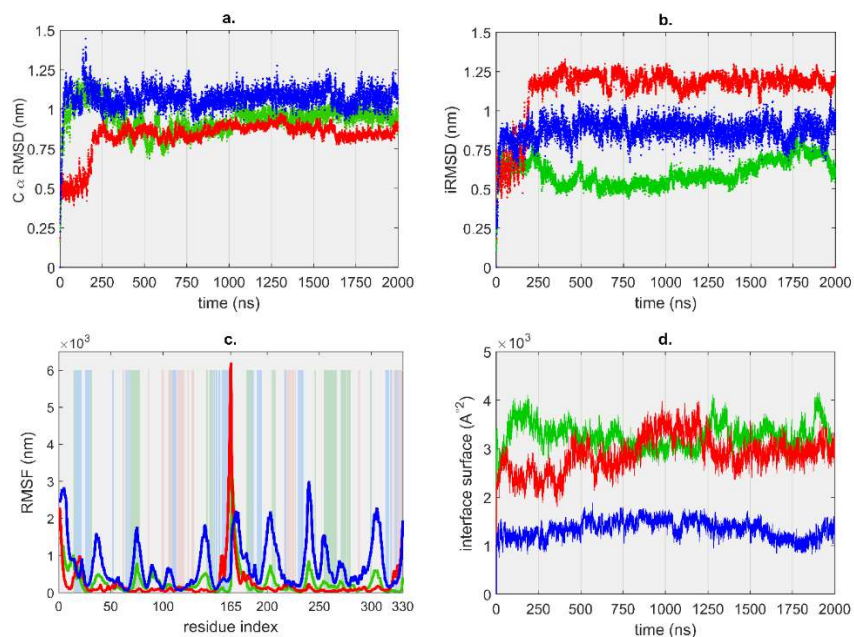 a.
C α RMSD (nm)
1.5
1.25
1
0.75
0.5
0.25
0
0 250 500 750 1000 1250 1500 1750 2000
time (ns)
b.
iRMSD (nm)
1.5
1.25
1
0.75
0.5
0.25
0
0 250 500 750 1000 1250 1500 1750 2000
time (ns)
c.
×10³
RMSF (nm)
6
5
4
3
2
1
0
0 50 100 165 200 250 300 330
residue index
d.
×10³
interface surface (A°2)
5
4
3
2
1
0
0 250 500 750 1000 1250 1500 1750 2000
time (ns)